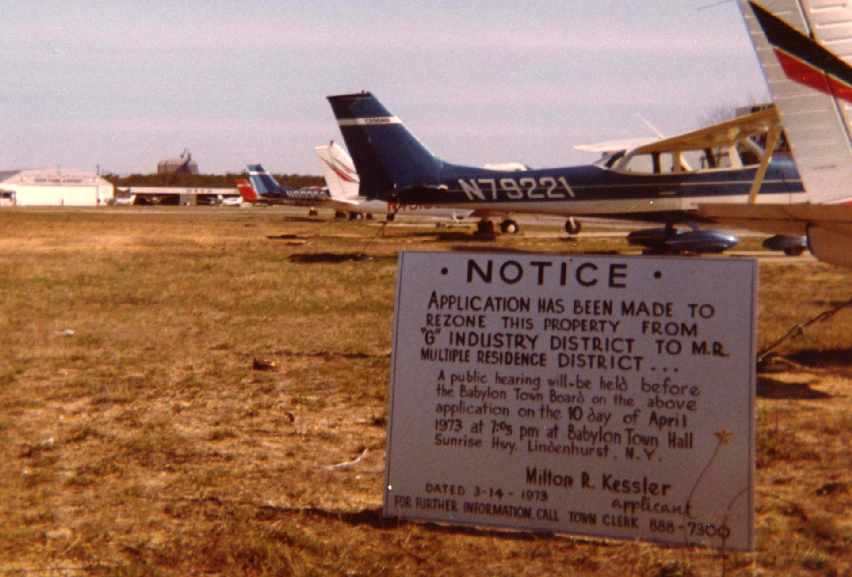 N79221
· NOTICE ·
APPLICATION HAS BEEN MADE TO
REZONE THIS PROPERTY FROM
"G" INDUSTRY DISTRICT TO M.R.
MULTIPLE RESIDENCE DISTRICT...
A public hearing will be held before
the Babylon Town Board on the above
application on the 10 day of April
1973 at 7:05 pm at Babylon Town Hall
Sunrise Hwy. Lindenhurst. N.Y.
Milton R. Kessler
applicant
DATED 3-14-1973
FOR FURTHER INFORMATION, CALL TOWN CLERK 888-7300